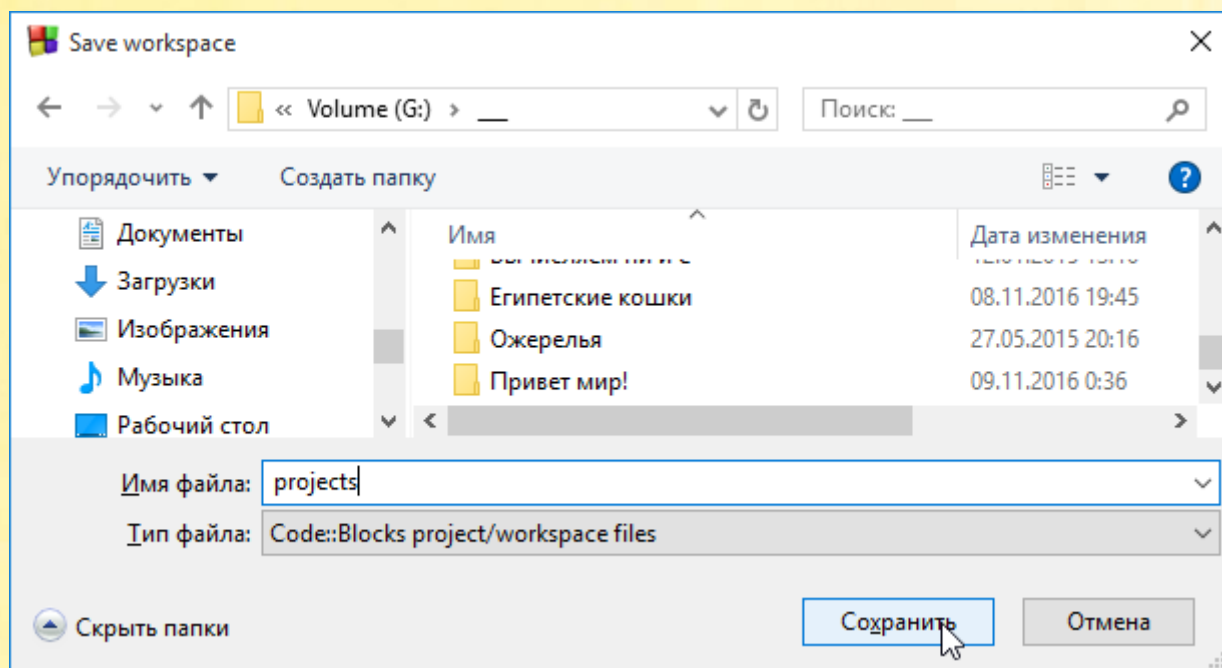 Save workspace
« Volume (G:) › __
Поиск: __
Упорядочить
Создать папку
Документы
Загрузки
Изображения
Музыка
Рабочий стол
Имя
Дата изменения
Египетские кошки
08.11.2016 19:45
Ожерелья
27.05.2015 20:16
Привет мир!
09.11.2016 0:36
Имя файла:
projects
Тип файла:
Code::Blocks project/workspace files
Скрыть папки
Сохранить
Отмена